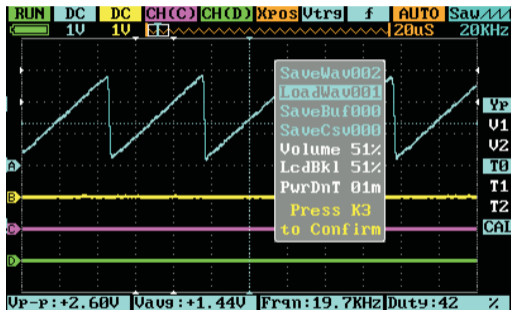 RUN DC DC CH(C) CH(D) Xpos Vtrg f AUTO Saw
1V 1V T 20uS 20KHz
SaveWav002
LoadWav001
SaveBuf000
SaveCsv000
Volume 51%
LcdBkl 51%
PwrDnT 01m
Press K3
to Confirm
Yp
V1
V2
T0
T1
T2
CAL
A
B
C
D
Vp-p:+2.60V Vavg:+1.44V Frqn:19.7KHz Duty:42 %